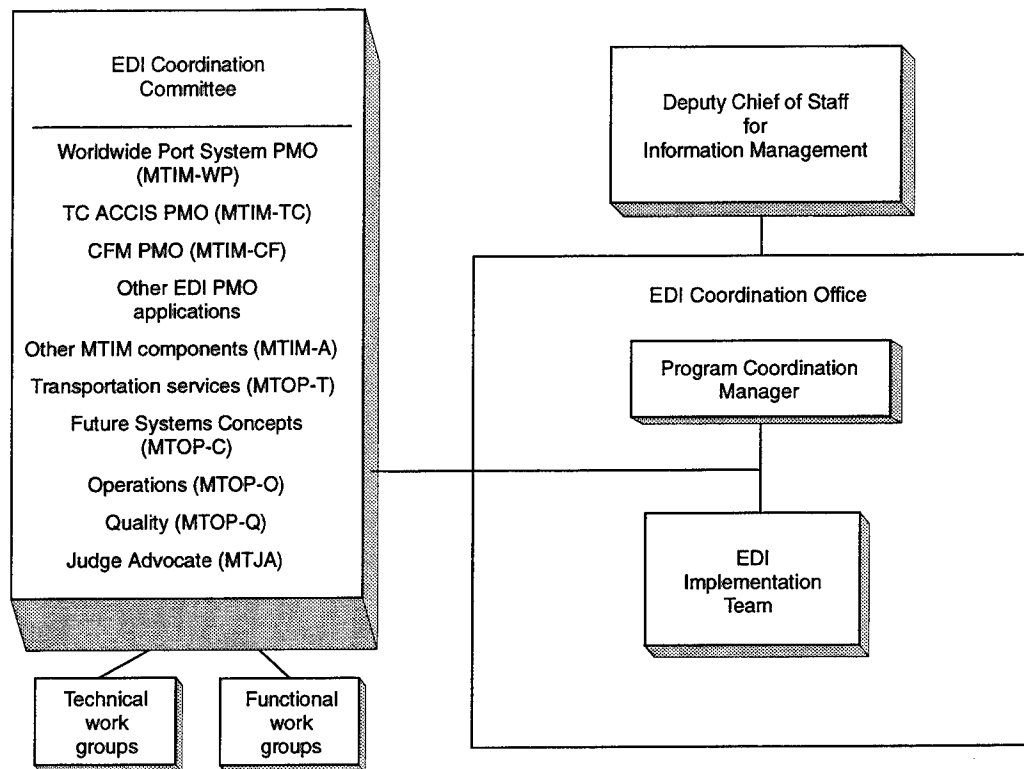 EDI Coordination
Committee
Worldwide Port System PMO
(MTIM-WP)
TC ACCIS PMO (MTIM-TC)
CFM PMO (MTIM-CF)
Other EDI PMO
applications
Other MTIM components (MTIM-A)
Transportation services (MTOP-T)
Future Systems Concepts
(MTOP-C)
Operations (MTOP-O)
Quality (MTOP-Q)
Judge Advocate (MTJA)
Technical
work
groups
Functional
work
groups
Deputy Chief of Staff
for
Information Management
EDI Coordination Office
Program Coordination
Manager
EDI
Implementation
Team